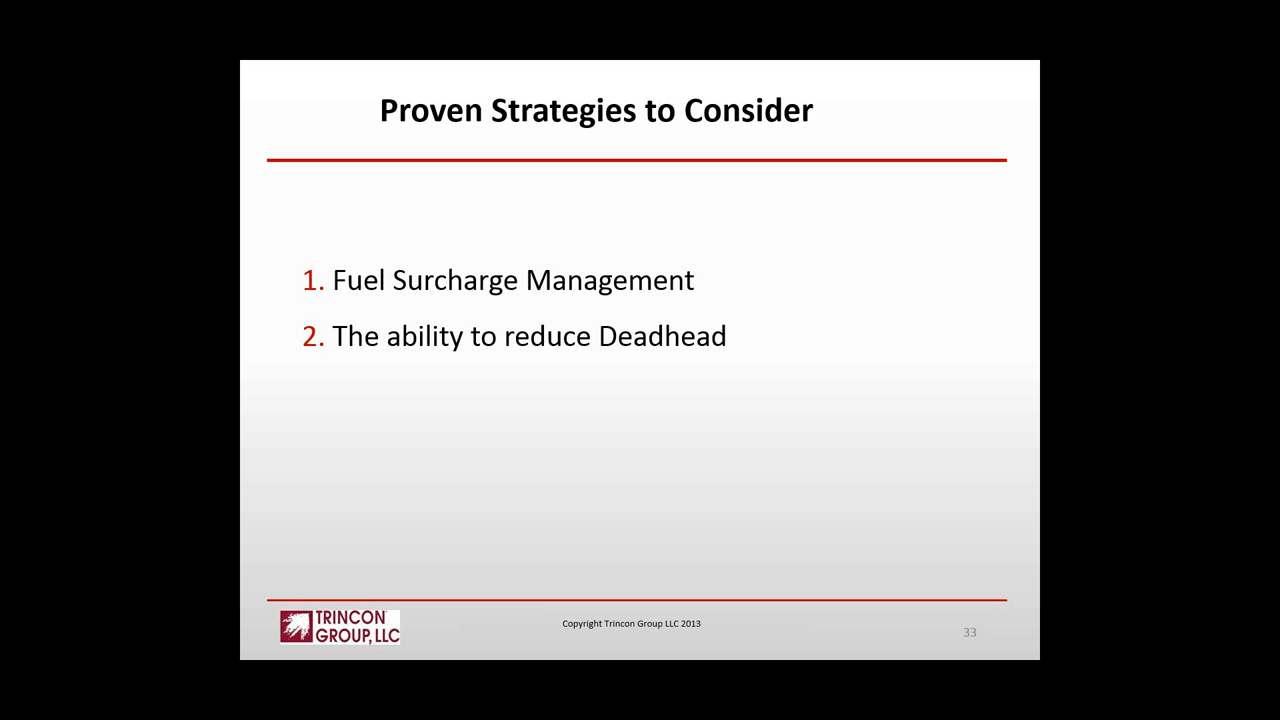 Proven Strategies to Consider
1. Fuel Surcharge Management
2. The ability to reduce Deadhead
TRINCON
GROUP, LLC
Copyright Trincon Group LLC 2013
33